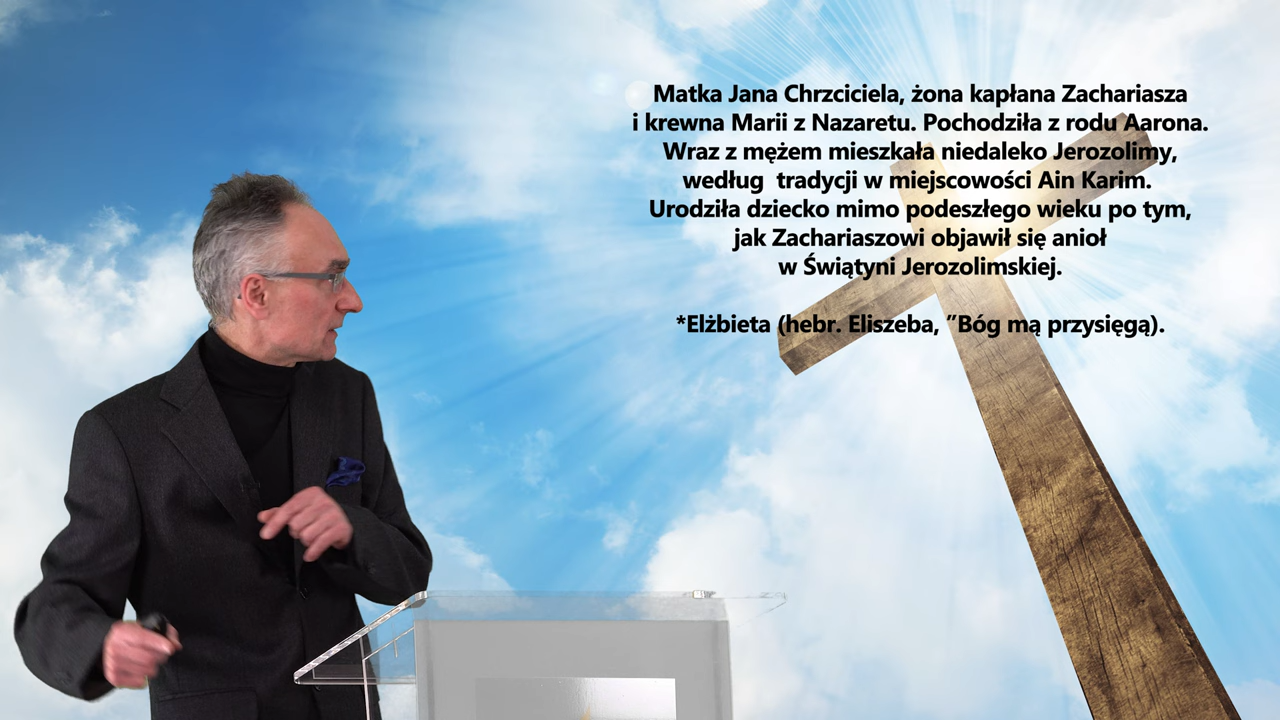 Matka Jana Chrzciciela, żona kapłana Zachariasza
i krewna Marii z Nazaretu. Pochodziła z rodu Aarona.
Wraz z mężem mieszkała niedaleko Jerozolimy,
według  tradycji w miejscowości Ain Karim.
Urodziła dziecko mimo podeszłego wieku po tym,
jak Zachariaszowi objawił się anioł
w Świątyni Jerozolimskiej.
*Elżbieta (hebr. Eliszeba, ”Bóg mą przysięgą).